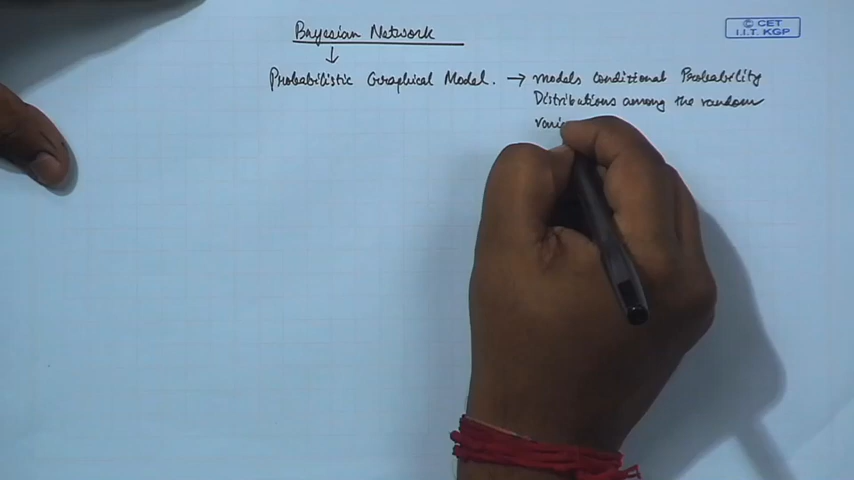 Bayesian Network
© CET
I.I.T. KGP
Probabilistic Graphical Model. → models conditional Probability
Distributions among the random